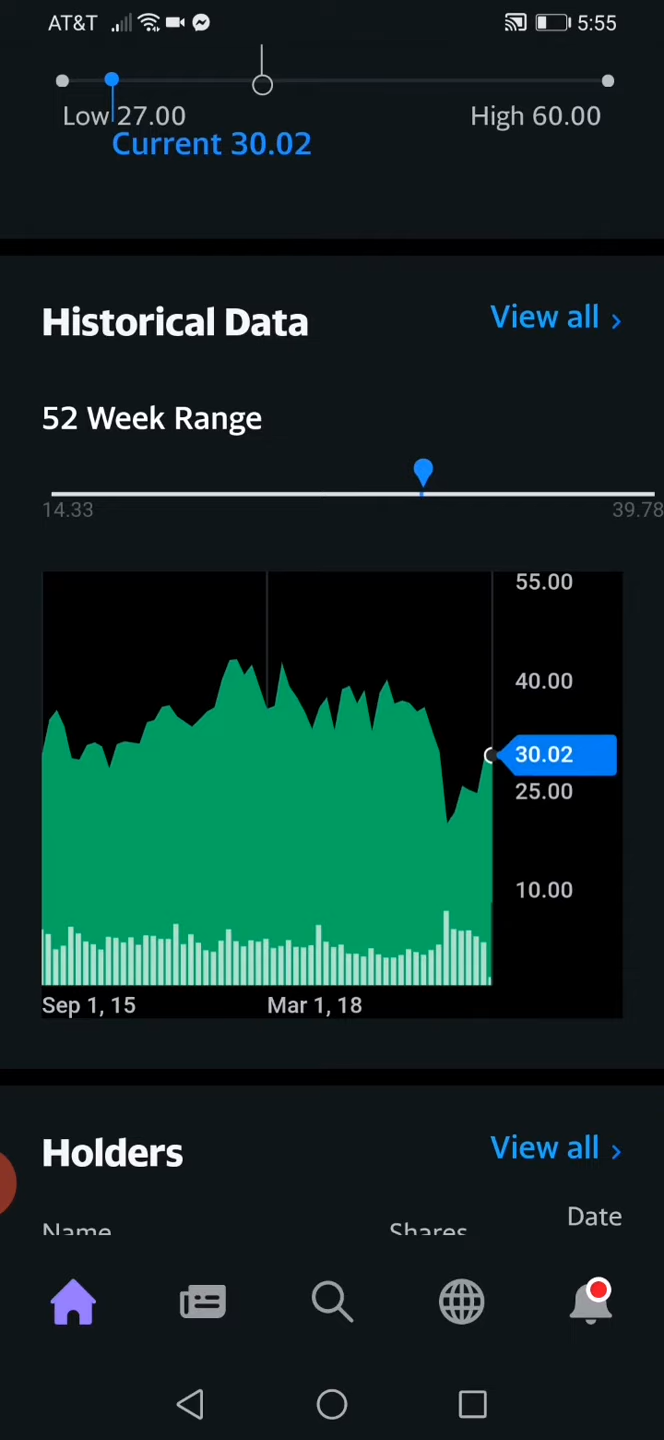 AT&T 5:55
Low 27.00 High 60.00
Current 30.02
Historical Data View all
52 Week Range
14.33 39.78
55.00
40.00
30.02
25.00
10.00
Sep 1, 15 Mar 1, 18
Holders View all
Name Shares Date